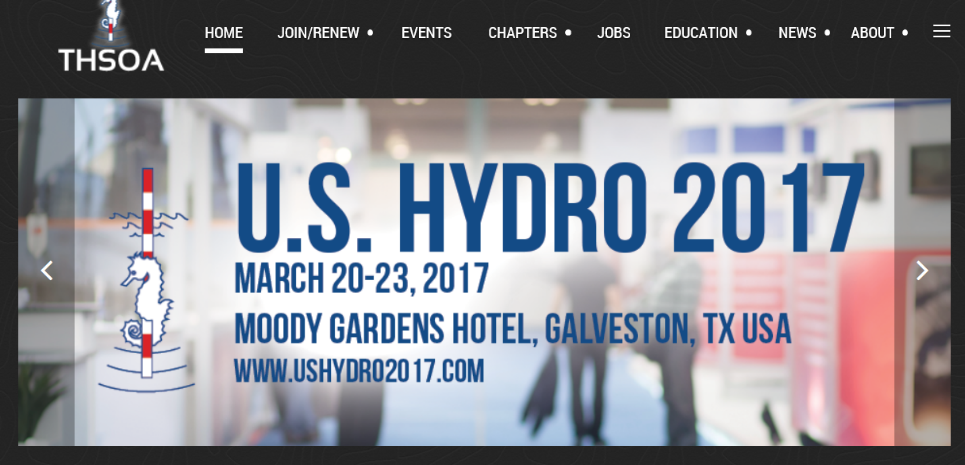 THSOA
HOME JOIN/RENEW EVENTS CHAPTERS JOBS EDUCATION NEWS ABOUT
U.S. HYDRO 2017
MARCH 20-23, 2017
MOODY GARDENS HOTEL, GALVESTON, TX USA
WWW.USHYDRO2017.COM